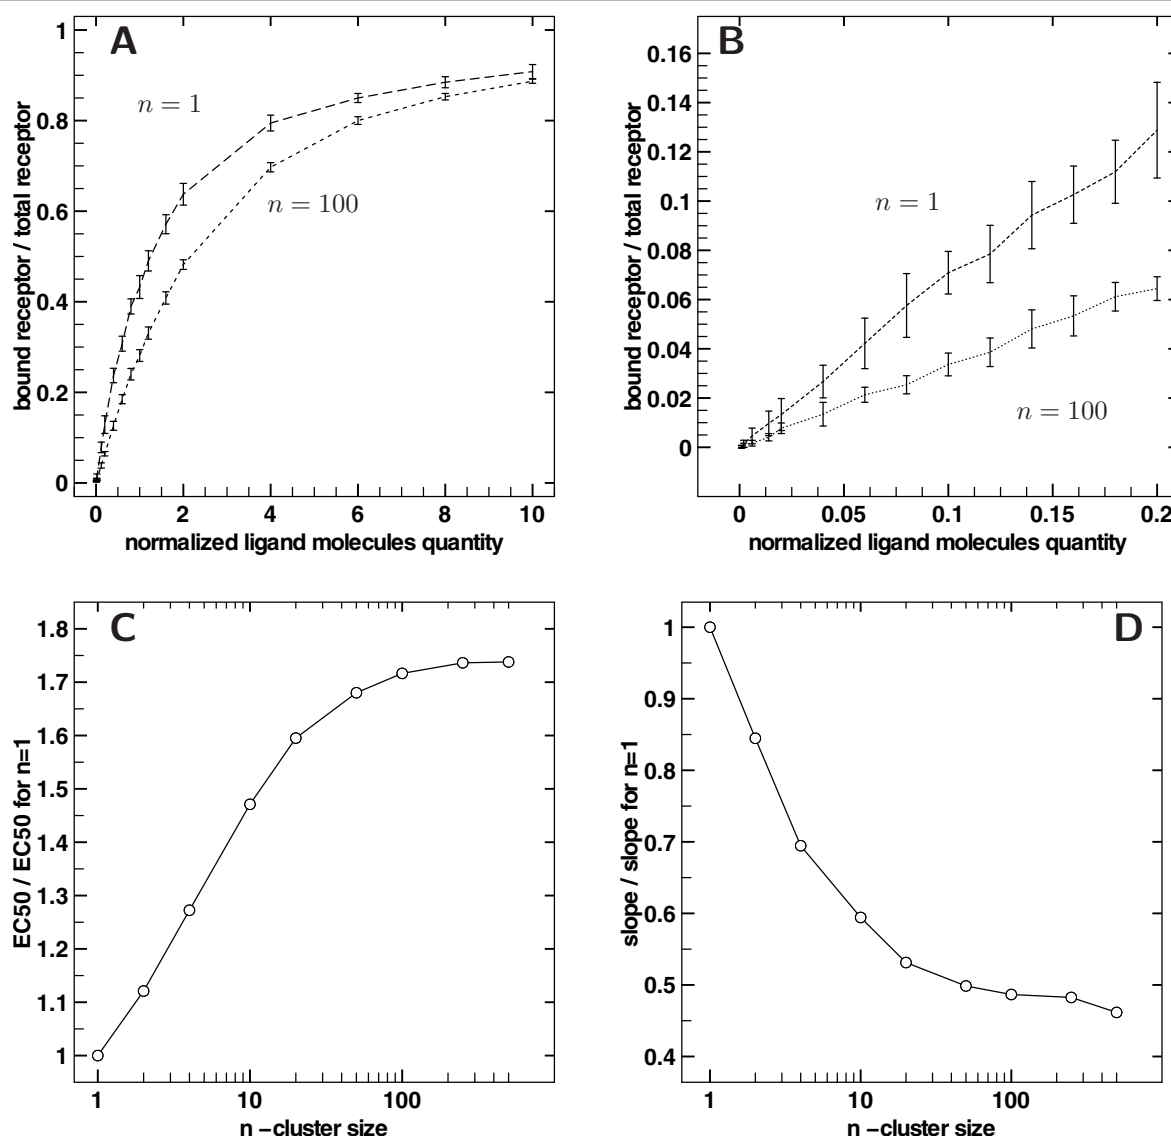 A
n = 1
n = 100
bound receptor / total receptor
1
0.8
0.6
0.4
0.2
0
0 2 4 6 8 10
normalized ligand molecules quantity
B
n = 1
n = 100
bound receptor / total receptor
0.16
0.14
0.12
0.1
0.08
0.06
0.04
0.02
0
0 0.05 0.1 0.15 0.2
normalized ligand molecules quantity
C
EC50 / EC50 for n=1
1.8
1.7
1.6
1.5
1.4
1.3
1.2
1.1
1
1 10 100
n −cluster size
D
slope / slope for n=1
1
0.9
0.8
0.7
0.6
0.5
0.4
1 10 100
n −cluster size